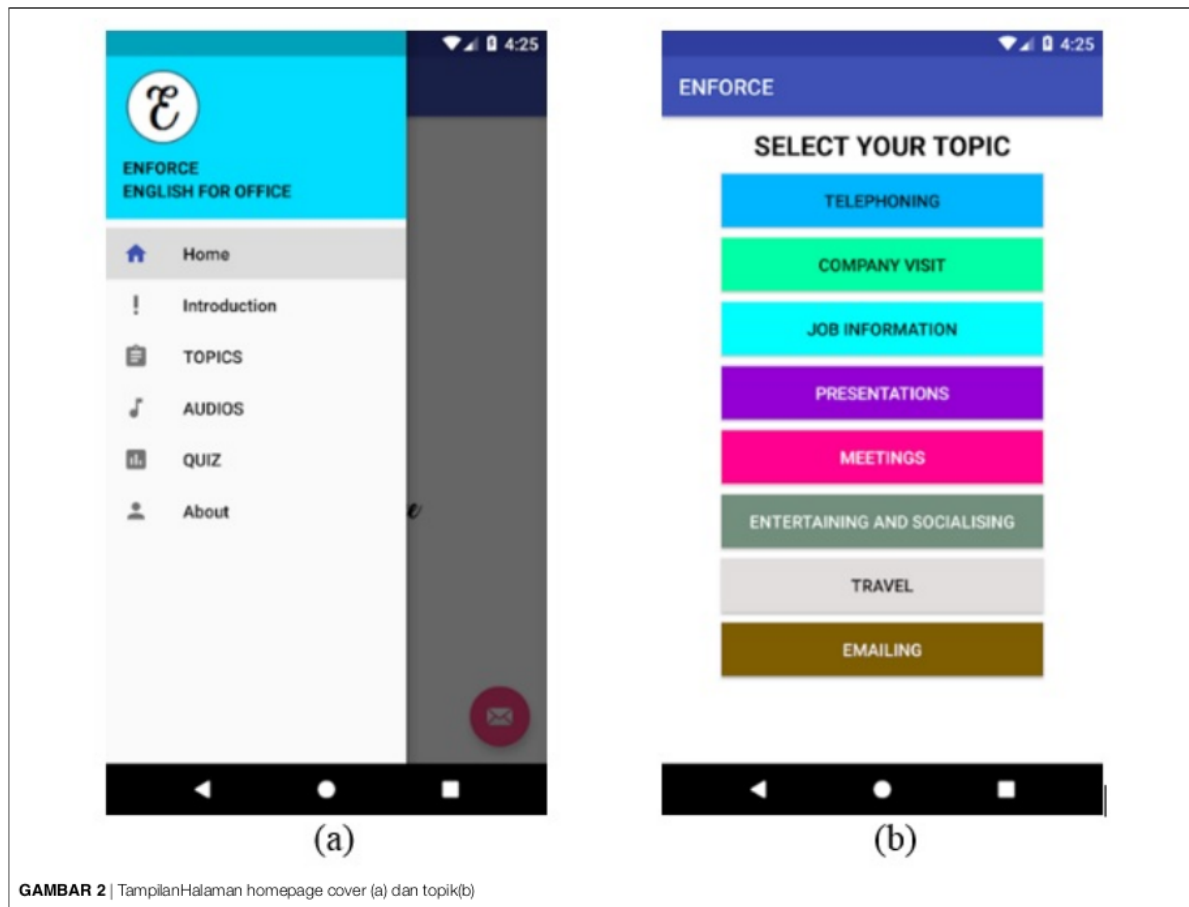 4:25
E
ENFORCE
ENGLISH FOR OFFICE
Home
Introduction
TOPICS
AUDIOS
QUIZ
About
e
(a)
4:25
ENFORCE
SELECT YOUR TOPIC
TELEPHONING
COMPANY VISIT
JOB INFORMATION
PRESENTATIONS
MEETINGS
ENTERTAINING AND SOCIALISING
TRAVEL
EMAILING
(b)
GAMBAR 2 | TampilanHalaman homepage cover (a) dan topik(b)